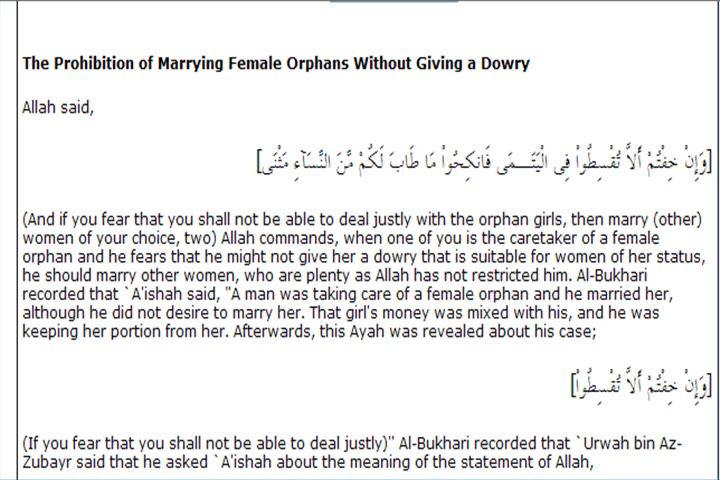 The Prohibition of Marrying Female Orphans Without Giving a Dowry
Allah said,
[وَإِنْ خِفْتُمْ أَلاَّ تُقْسِطُواْ فِى الْيَتَـمَى فَانكِحُواْ مَا طَابَ لَكُمْ مِّنَ النِّسَآءِ مَثْنَى]
(And if you fear that you shall not be able to deal justly with the orphan girls, then marry (other)
women of your choice, two) Allah commands, when one of you is the caretaker of a female
orphan and he fears that he might not give her a dowry that is suitable for women of her status,
he should marry other women, who are plenty as Allah has not restricted him. Al-Bukhari
recorded that `A'ishah said, "A man was taking care of a female orphan and he married her,
although he did not desire to marry her. That girl's money was mixed with his, and he was
keeping her portion from her. Afterwards, this Ayah was revealed about his case;
[وَإِنْ خِفْتُمْ أَلاَّ تُقْسِطُواْ]
(If you fear that you shall not be able to deal justly)" Al-Bukhari recorded that `Urwah bin Az-
Zubayr said that he asked `A'ishah about the meaning of the statement of Allah,